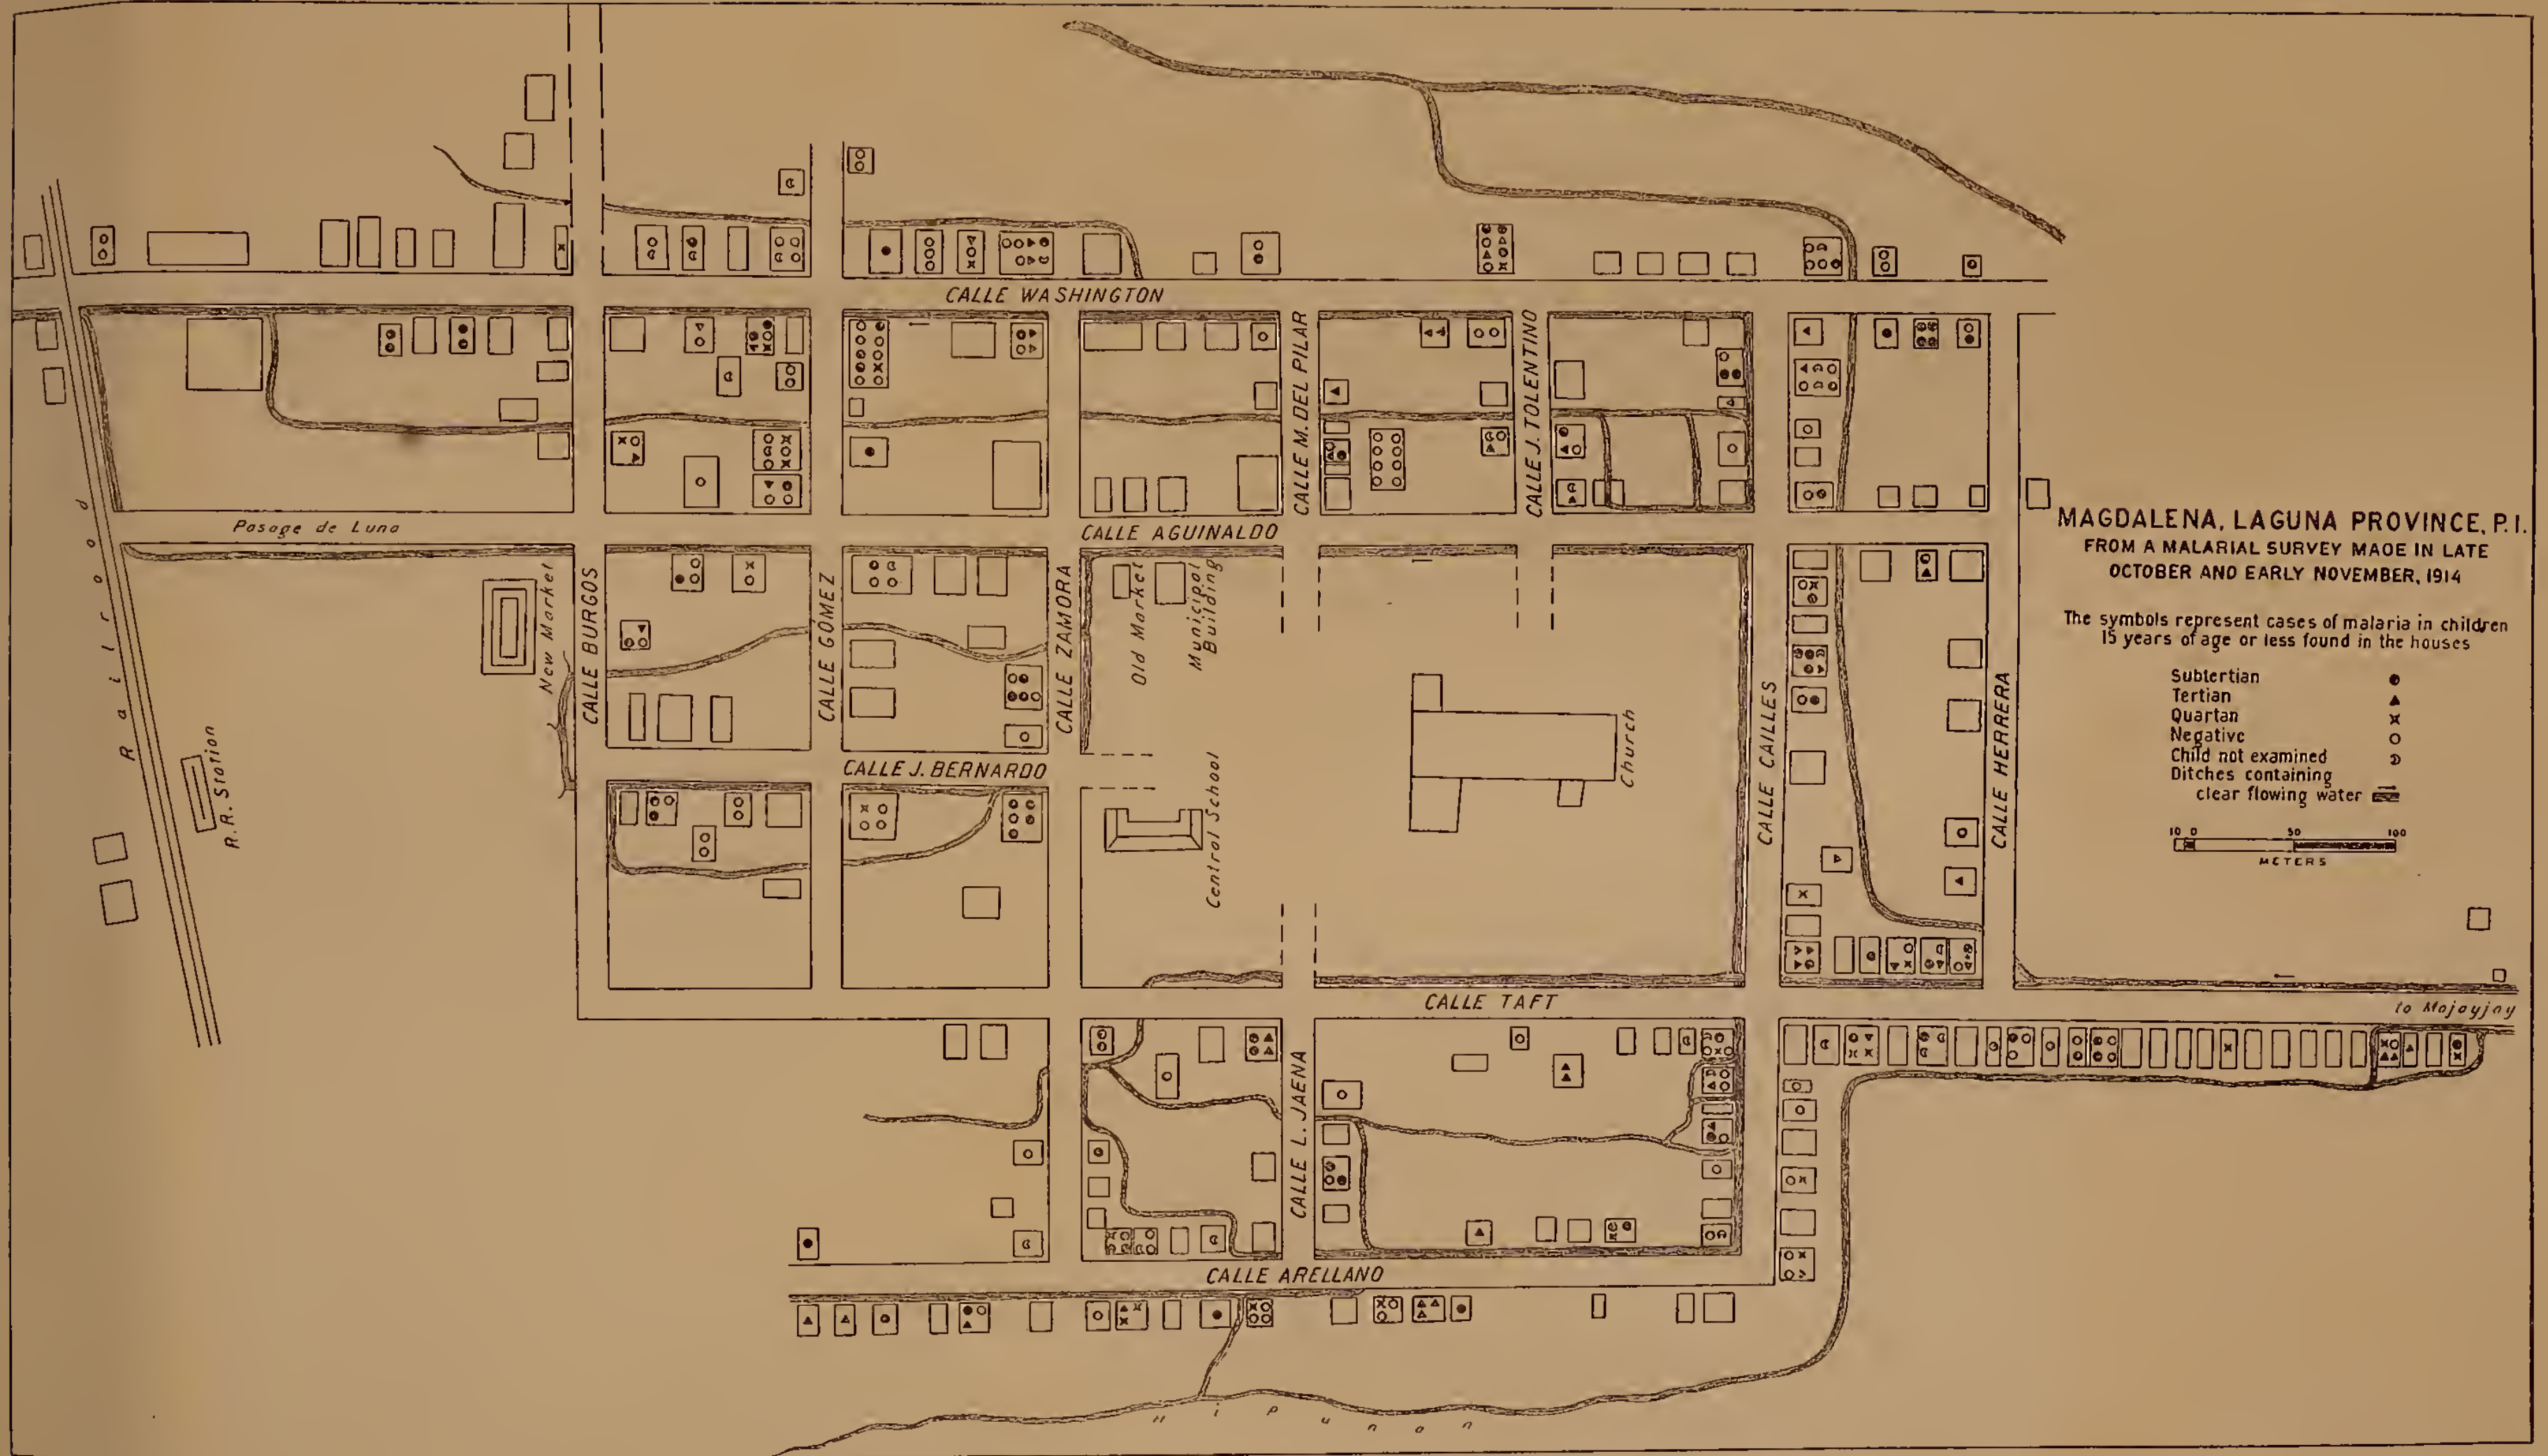 CALLE WASHINGTON
CALLE M. DEL PILAR
CALLE J. TOLENTINO
Pasage de Luna
CALLE AGUINALDO
MAGDALENA, LAGUNA PROVINCE, P.I.
FROM A MALARIAL SURVEY MADE IN LATE
OCTOBER AND EARLY NOVEMBER, 1914
The symbols represent cases of malaria in children
15 years of age or less found in the houses
Subtertian
Tertian
Quartan
Negative
Child not examined
Ditches containing
clear flowing water
10 0 50 100
METERS
Railroad
R.R. Station
New Market
CALLE BURGOS
CALLE GOMEZ
CALLE ZAMORA
Old Market
Municipal
Building
CALLE J. BERNARDO
Central School
Church
CALLE CAILLES
CALLE HERRERA
CALLE TAFT
to Majayjay
CALLE L. JAENA
CALLE ARELLANO
Hipunan